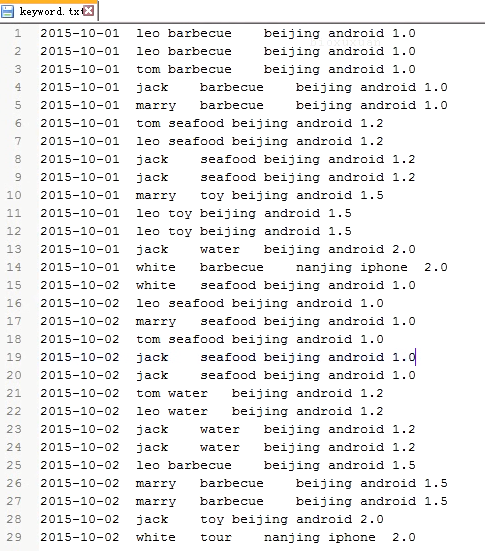 keyword.txt
1 2015-10-01 leo barbecue beijing android 1.0
2 2015-10-01 leo barbecue beijing android 1.0
3 2015-10-01 tom barbecue beijing android 1.0
4 2015-10-01 jack barbecue beijing android 1.0
5 2015-10-01 marry barbecue beijing android 1.0
6 2015-10-01 tom seafood beijing android 1.2
7 2015-10-01 leo seafood beijing android 1.2
8 2015-10-01 jack seafood beijing android 1.2
9 2015-10-01 jack seafood beijing android 1.2
10 2015-10-01 marry toy beijing android 1.5
11 2015-10-01 leo toy beijing android 1.5
12 2015-10-01 leo toy beijing android 1.5
13 2015-10-01 jack water beijing android 2.0
14 2015-10-01 white barbecue nanjing iphone 2.0
15 2015-10-02 white seafood beijing android 1.0
16 2015-10-02 leo seafood beijing android 1.0
17 2015-10-02 marry seafood beijing android 1.0
18 2015-10-02 tom seafood beijing android 1.0
19 2015-10-02 jack seafood beijing android 1.0
20 2015-10-02 jack seafood beijing android 1.0
21 2015-10-02 tom water beijing android 1.2
22 2015-10-02 leo water beijing android 1.2
23 2015-10-02 jack water beijing android 1.2
24 2015-10-02 jack water beijing android 1.2
25 2015-10-02 leo barbecue beijing android 1.5
26 2015-10-02 marry barbecue beijing android 1.5
27 2015-10-02 marry barbecue beijing android 1.5
28 2015-10-02 jack toy beijing android 2.0
29 2015-10-02 white tour nanjing iphone 2.0